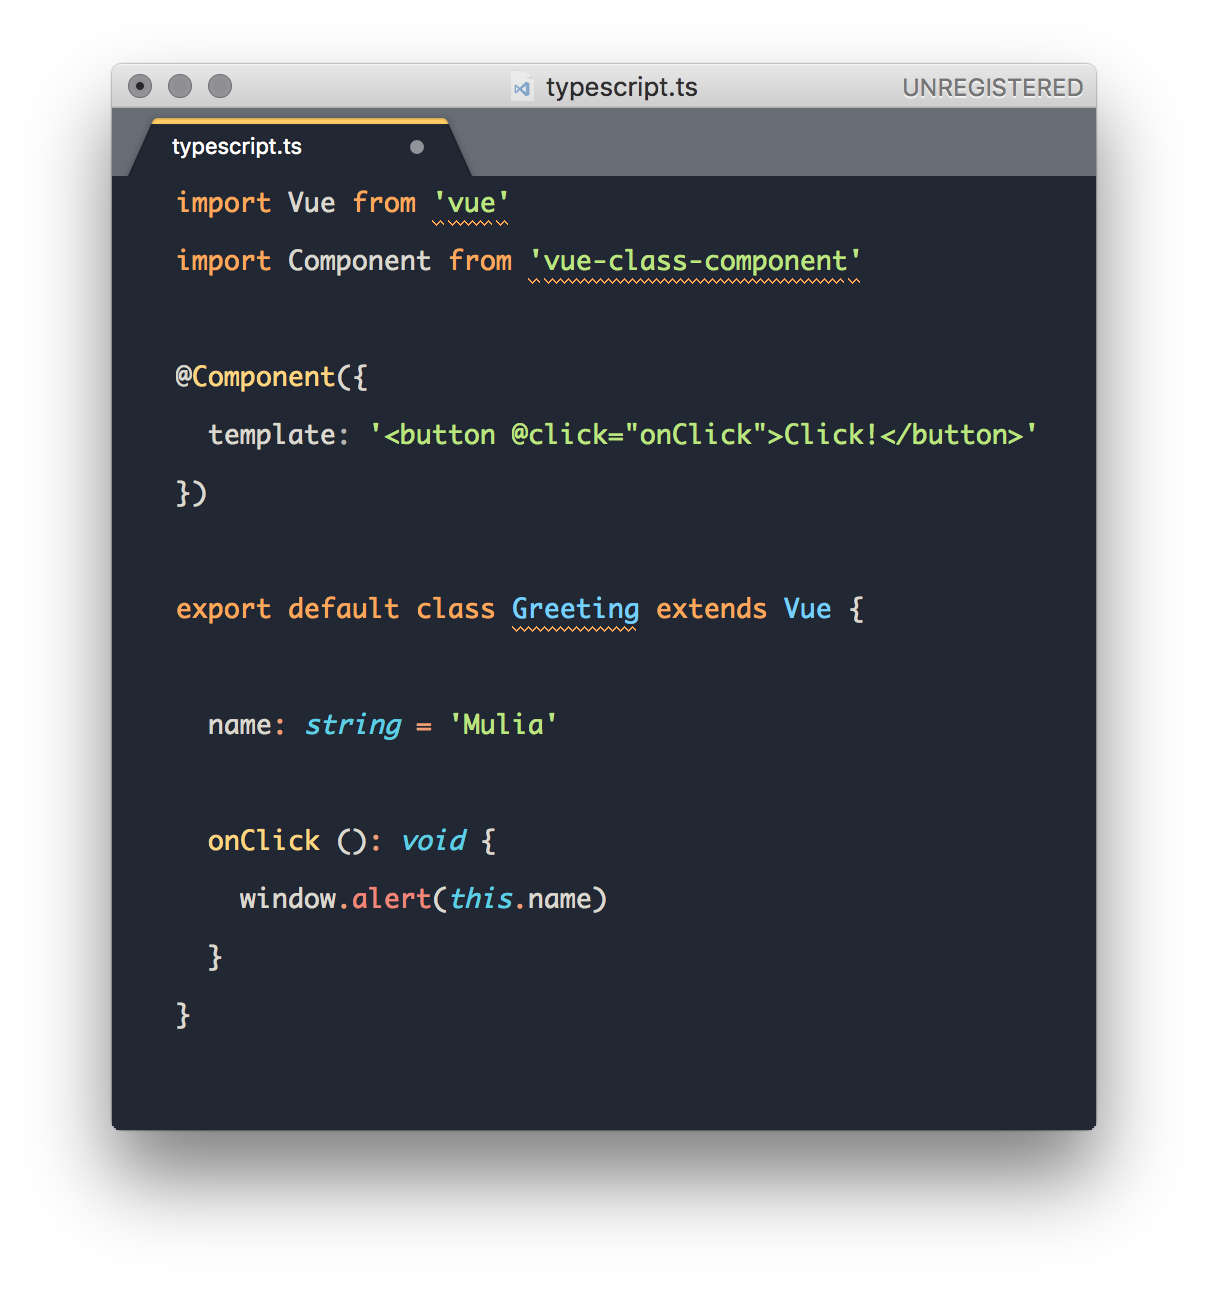 typescript.ts
UNREGISTERED
typescript.ts
import Vue from 'vue'
import Component from 'vue-class-component'
@Component({
  template: '<button @click="onClick">Click!</button>'
})
export default class Greeting extends Vue {
  name: string = 'Mulia'
  onClick (): void {
    window.alert(this.name)
  }
}